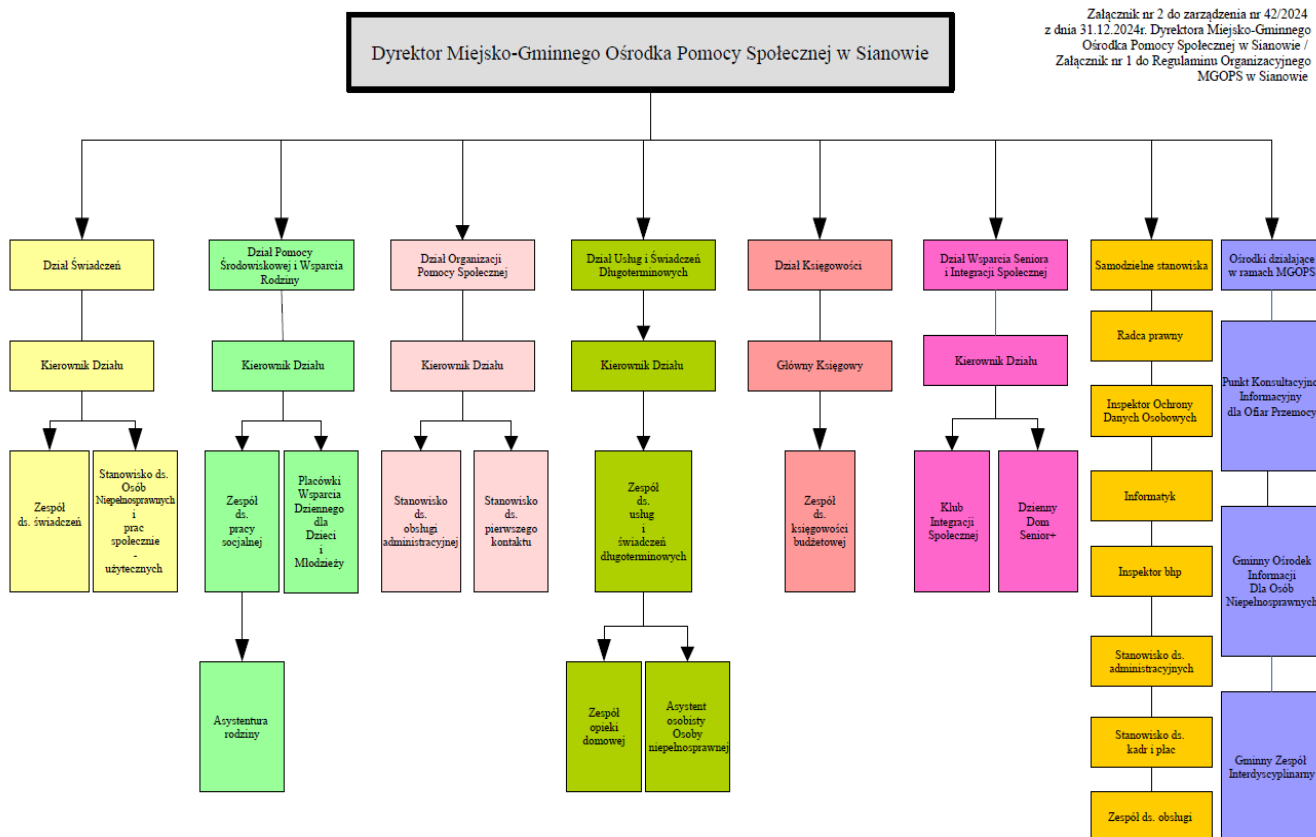 Załącznik nr 2 do zarządzenia nr 42/2024
z dnia 31.12.2024r. Dyrektora Miejsko-Gminnego
Ośrodka Pomocy Społecznej w Sianowie /
Załącznik nr 1 do Regulaminu Organizacyjnego
MGOPS w Sianowie
Dyrektor Miejsko-Gminnego Ośrodka Pomocy Społecznej w Sianowie
Dział Świadczeń
Kierownik Działu
Zespół
ds. świadczeń
Stanowisko ds.
Osób
Niepełnosprawnych
i
prac
społecznie
-
użytecznych
Dział Pomocy
Środowiskowej i Wsparcia
Rodziny
Kierownik Działu
Zespół
ds.
pracy
socjalnej
Placówki
Wsparcia
Dziennego
dla
Dzieci
i
Młodzieży
Asystentura
rodziny
Dział Organizacji
Pomocy Społecznej
Kierownik Działu
Stanowisko
ds.
obsługi
administracyjnej
Stanowisko
ds.
pierwszego
kontaktu
Dział Usług i Świadczeń
Długoterminowych
Kierownik Działu
Zespół
ds.
usług
i
świadczeń
długoterminowych
Zespół
opieki
domowej
Asystent
osobisty
Osoby
niepełnosprawnej
Dział Księgowości
Główny Księgowy
Zespół
ds.
księgowości
budżetowej
Dział Wsparcia Seniora
i Integracji Społecznej
Kierownik Działu
Klub
Integracji
Społecznej
Dzienny
Dom
Senior+
Samodzielne stanowiska
Radca prawny
Inspektor Ochrony
Danych Osobowych
Informatyk
Inspektor bhp
Stanowisko ds.
administracyjnych
Stanowisko ds.
kadr i płac
Zespół ds. obsługi
Ośrodki działające
w ramach MGOPS
Punkt Konsultacyjno
Informacyjny
dla Ofiar Przemocy
Gminny Ośrodek
Informacji
Dla Osób
Niepełnosprawnych
Gminny Zespół
Interdyscyplinarny